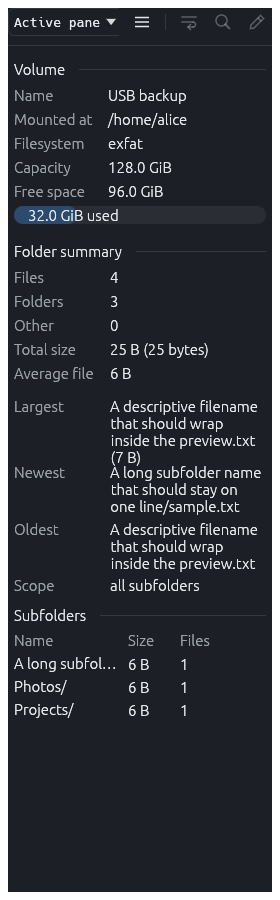 Active pane
Volume
Name USB backup
Mounted at /home/alice
Filesystem exfat
Capacity 128.0 GiB
Free space 96.0 GiB
32.0 GiB used
Folder summary
Files 4
Folders 3
Other 0
Total size 25 B (25 bytes)
Average file 6 B
Largest A descriptive filename
that should wrap
inside the preview.txt
(7 B)
Newest A long subfolder name
that should stay on
one line/sample.txt
Oldest A descriptive filename
that should wrap
inside the preview.txt
Scope all subfolders
Subfolders
Name Size Files
A long subfol... 6 B 1
Photos/ 6 B 1
Projects/ 6 B 1